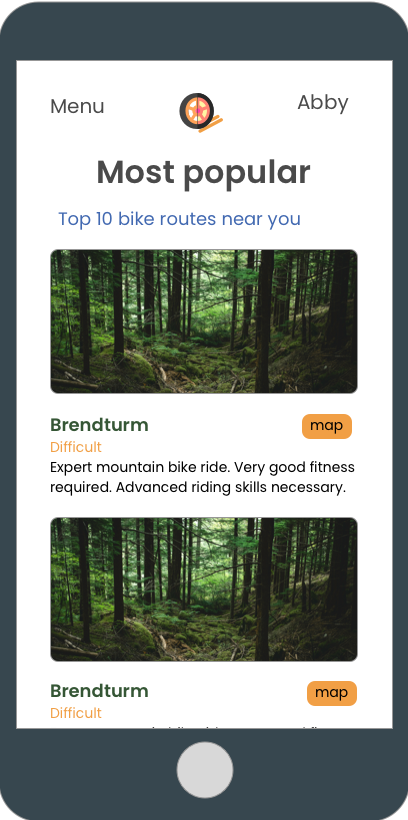 Menu
Abby
Most popular
Top 10 bike routes near you
Brendturm
map
Difficult
Expert mountain bike ride. Very good fitness
required. Advanced riding skills necessary.
Brendturm
map
Difficult